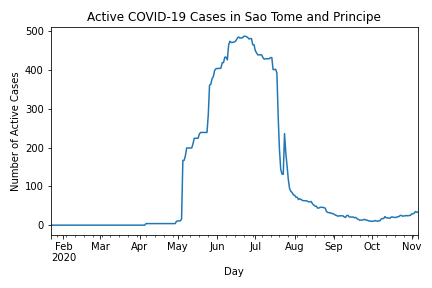 Active COVID-19 Cases in Sao Tome and Principe
Number of Active Cases
500
400
300
200
100
0
Feb Mar Apr May Jun Jul Aug Sep Oct Nov
2020
Day